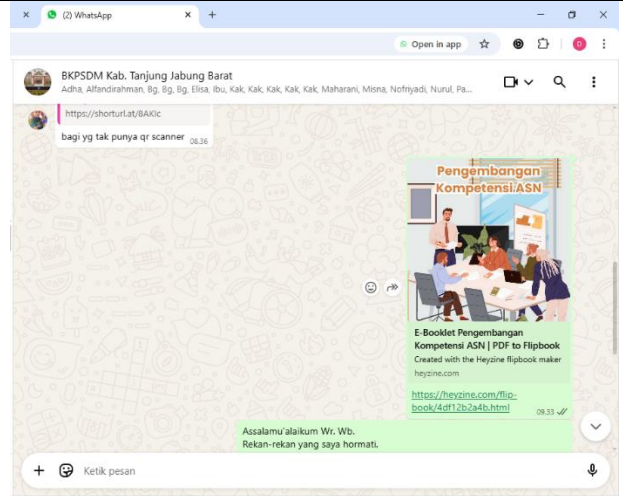 (2) WhatsApp
Open in app
D
BKPSDM Kab. Tanjung Jabung Barat
Adha, Alfandirahman, Bg, Bg, Bg, Elisa, Ibu, Kak, Kak, Kak, Kak, Kak, Maharani, Misna, Nofriyadi, Nurul, Pa...
https://shorturl.at/8AKlc
bagi yg tak punya qr scanner 08.36
Pengembangan
Kompetensi ASN
E-Booklet Pengembangan
Kompetensi ASN | PDF to Flipbook
Created with the Heyzine flipbook maker
heyzine.com
https://heyzine.com/flip-
book/4df12b2a4b.html 09.33
Assalamu'alaikum Wr. Wb.
Rekan-rekan yang saya hormati,
Ketik pesan